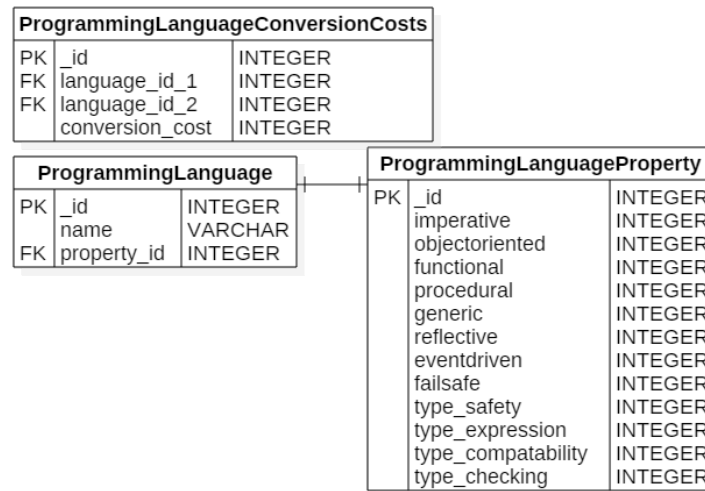 ProgrammingLanguageConversionCosts
PK _id INTEGER
FK language_id_1 INTEGER
FK language_id_2 INTEGER
conversion_cost INTEGER
ProgrammingLanguage
PK _id INTEGER
name VARCHAR
FK property_id INTEGER
ProgrammingLanguageProperty
PK _id INTEGER
imperative INTEGER
objectoriented INTEGER
functional INTEGER
procedural INTEGER
generic INTEGER
reflective INTEGER
eventdriven INTEGER
failsafe INTEGER
type_safety INTEGER
type_expression INTEGER
type_compatability INTEGER
type_checking INTEGER